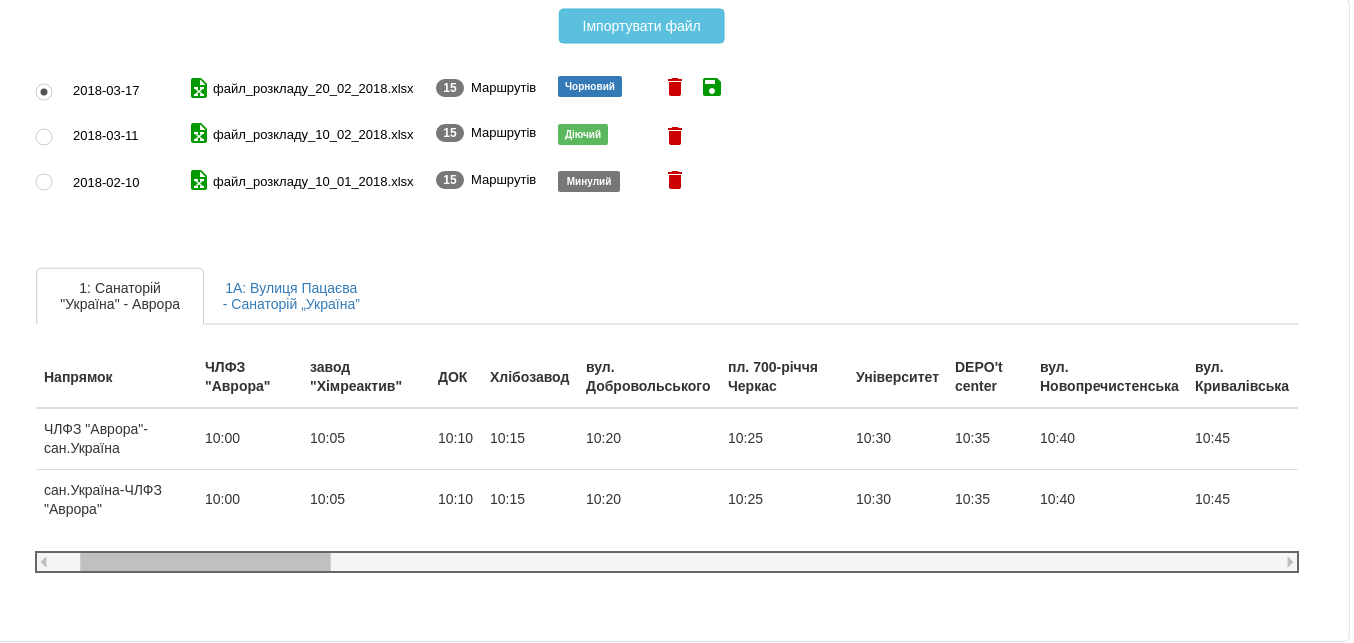 Імпортувати файл
2018-03-17 файл_розкладу_20_02_2018.xlsx 15 Маршрутів Чорновий
2018-03-11 файл_розкладу_10_02_2018.xlsx 15 Маршрутів Діючий
2018-02-10 файл_розкладу_10_01_2018.xlsx 15 Маршрутів Минулий
1: Санаторій
"Україна" - Аврора
1А: Вулиця Пацаєва
- Санаторій „Україна”
Напрямок
ЧЛФЗ
"Аврора"
завод
"Хімреактив"
ДОК
Хлібозавод
вул.
Добровольського
пл. 700-річчя
Черкас
Університет
DEPO't
center
вул.
Новопречистенська
вул.
Кривалівська
ЧЛФЗ "Аврора"-
сан.Україна
10:00 10:05 10:10 10:15 10:20 10:25 10:30 10:35 10:40 10:45
сан.Україна-ЧЛФЗ
"Аврора"
10:00 10:05 10:10 10:15 10:20 10:25 10:30 10:35 10:40 10:45